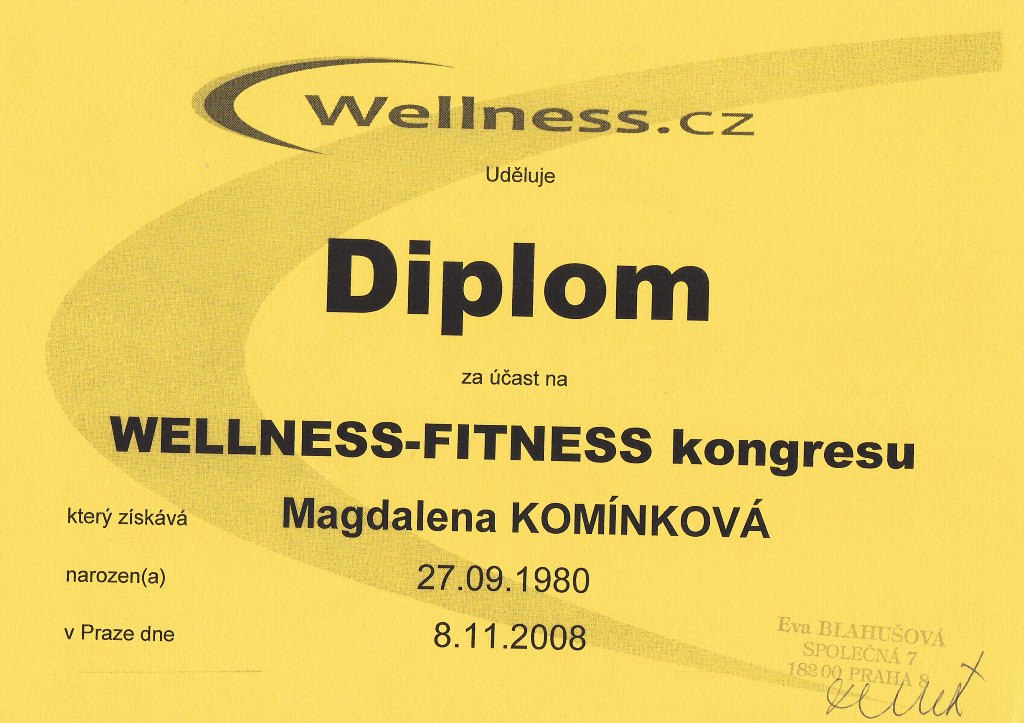 Wellness.cz
Uděluje
Diplom
za účast na
WELLNESS-FITNESS kongresu
který získává Magdalena KOMÍNKOVÁ
narozen(a) 27.09.1980
v Praze dne 8.11.2008
Eva BLAHUŠOVÁ
SPOLEČNÁ 7
182 00 PRAHA 8